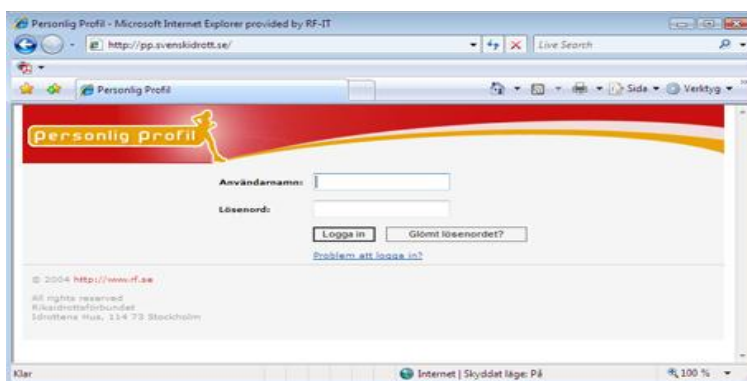 Personlig Profil - Microsoft Internet Explorer provided by RF-IT
http://pp.svenskidrott.se/
Live Search
Personlig Profil
Sida
Verktyg
personlig profil
Användarnamn:
Lösenord:
Logga in
Glömt lösenordet?
Problem att logga in?
© 2004 http://www.rf.se
All rights reserved
Riksidrottsförbundet
Idrottens Hus, 114 73 Stockholm
Klar
Internet | Skyddat läge: På
100 %